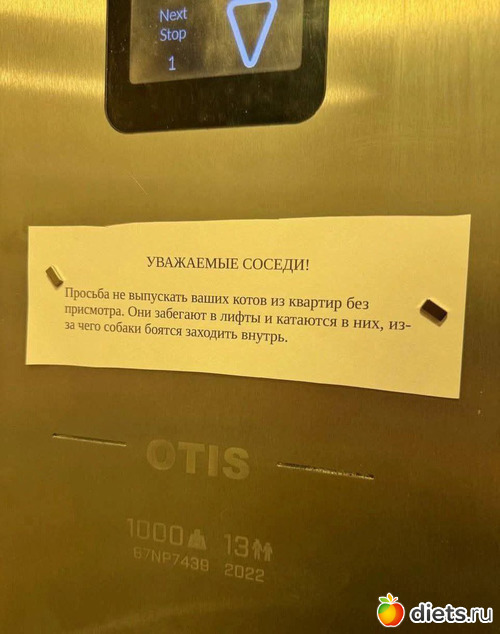 Next
Stop
1
УВАЖАЕМЫЕ СОСЕДИ!
Просьба не выпускать ваших котов из квартир без
присмотра. Они забегают в лифты и катаются в них, из-
за чего собаки боятся заходить внутрь.
OTIS
1000 13
67NP7439 2022
diets.ru